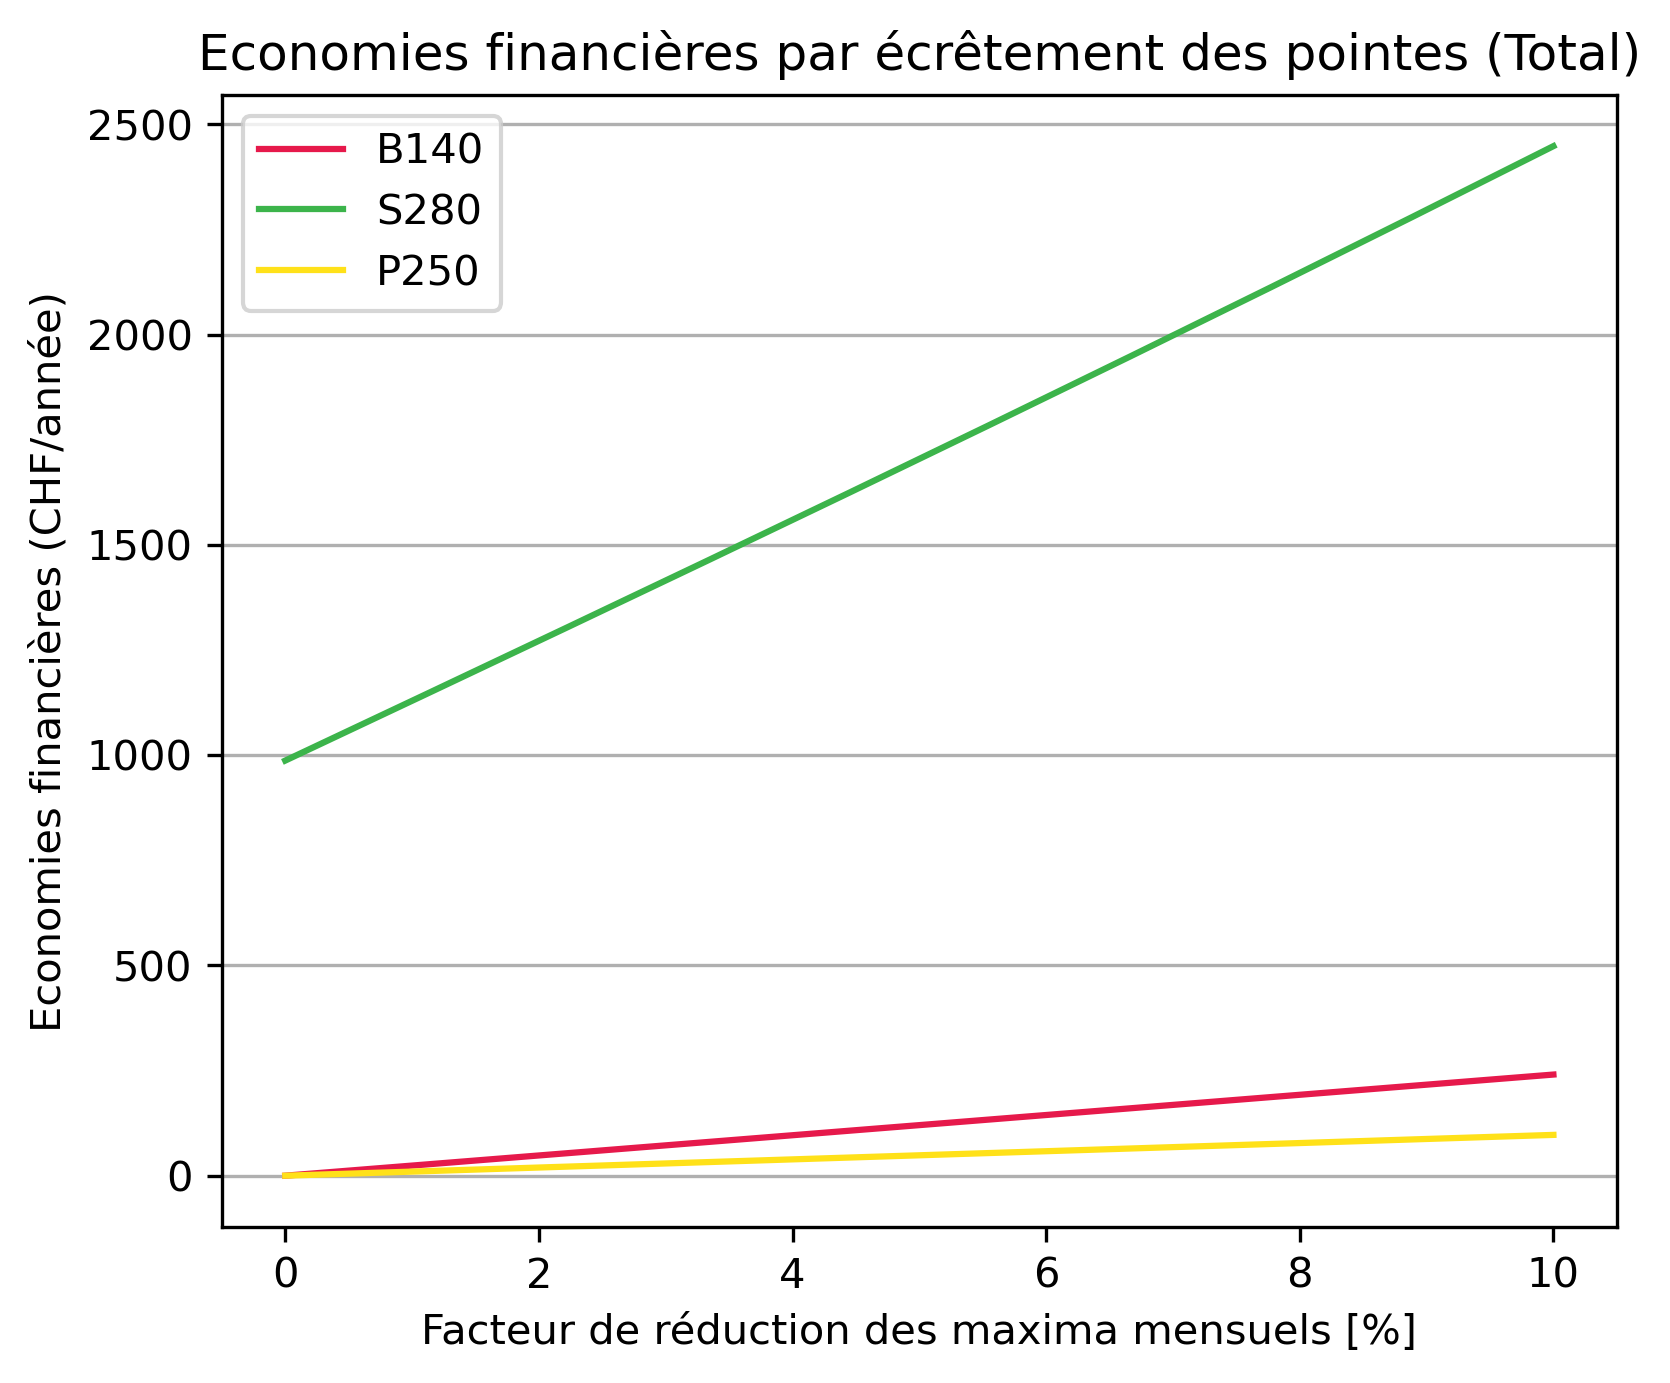 Economies financières par écrêtement des pointes (Total)
B140
S280
P250
2500
2000
1500
1000
500
0
Economies financières (CHF/année)
0 2 4 6 8 10
Facteur de réduction des maxima mensuels [%]